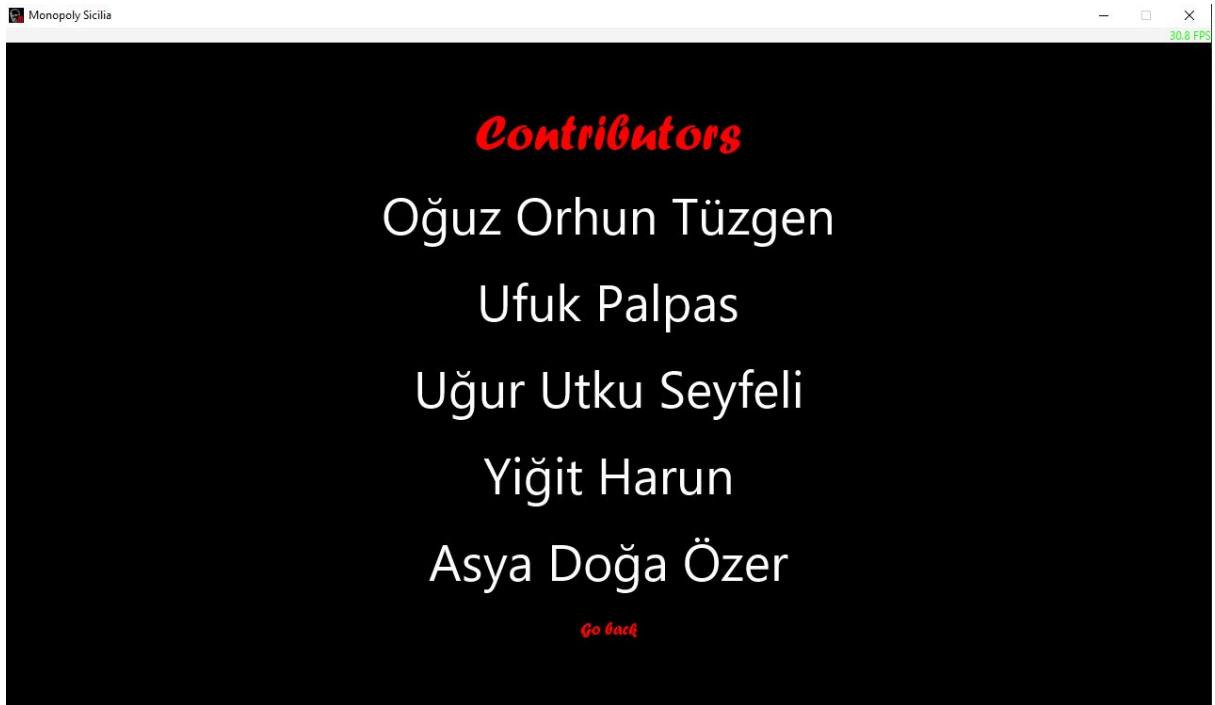 Monopoly Sicilia
30.8 FPS
Contributors
Oğuz Orhun Tüzgen
Ufuk Palpas
Uğur Utku Seyfeli
Yiğit Harun
Asya Doğa Özer
Go back